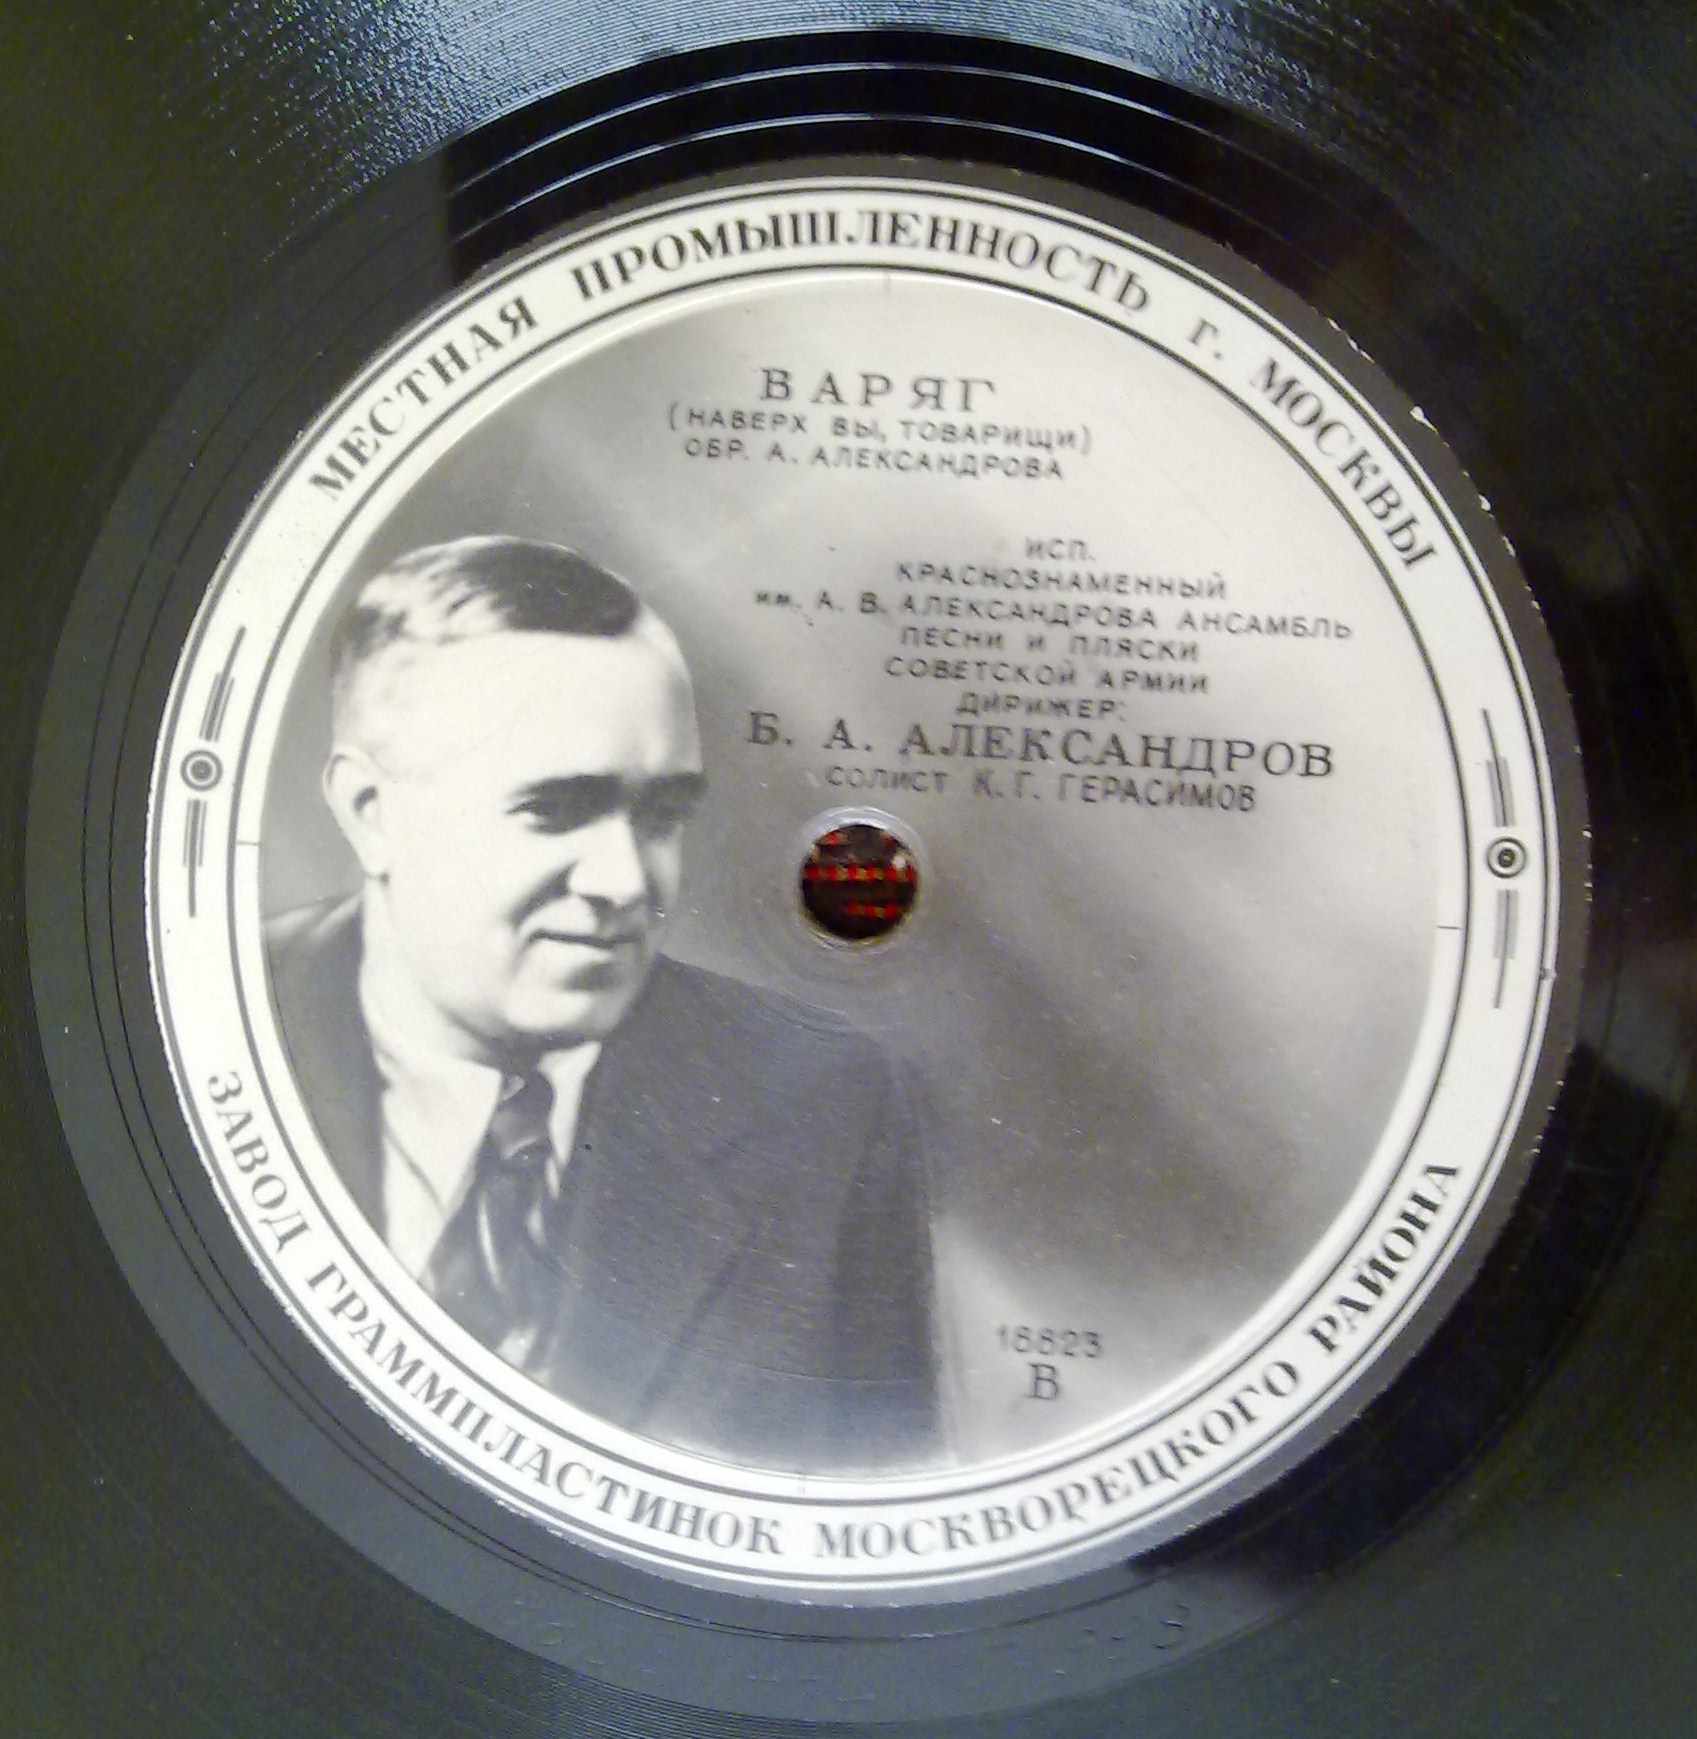 МЕСТНАЯ ПРОМЫШЛЕННОСТЬ Г. МОСКВЫ
ВАРЯГ
(НАВЕРХ ВЫ, ТОВАРИЩИ)
ОБР. А. АЛЕКСАНДРОВА
ИСП.
КРАСНОЗНАМЕННЫЙ
им. А. В. АЛЕКСАНДРОВА АНСАМБЛЬ
ПЕСНИ И ПЛЯСКИ
СОВЕТСКОЙ АРМИИ
ДИРИЖЕР:
Б. А. АЛЕКСАНДРОВ
СОЛИСТ К. Г. ГЕРАСИМОВ
16623
В
ЗАВОД ГРАММПЛАСТИНОК МОСКВОРЕЦКОГО РАЙОНА